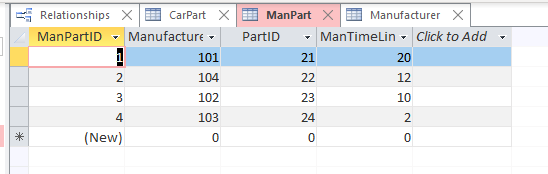 Relationships CarPart ManPart Manufacturer
ManPartID Manufacture PartID ManTimeLin Click to Add
1 101 21 20
2 104 22 12
3 102 23 10
4 103 24 2
(New) 0 0 0